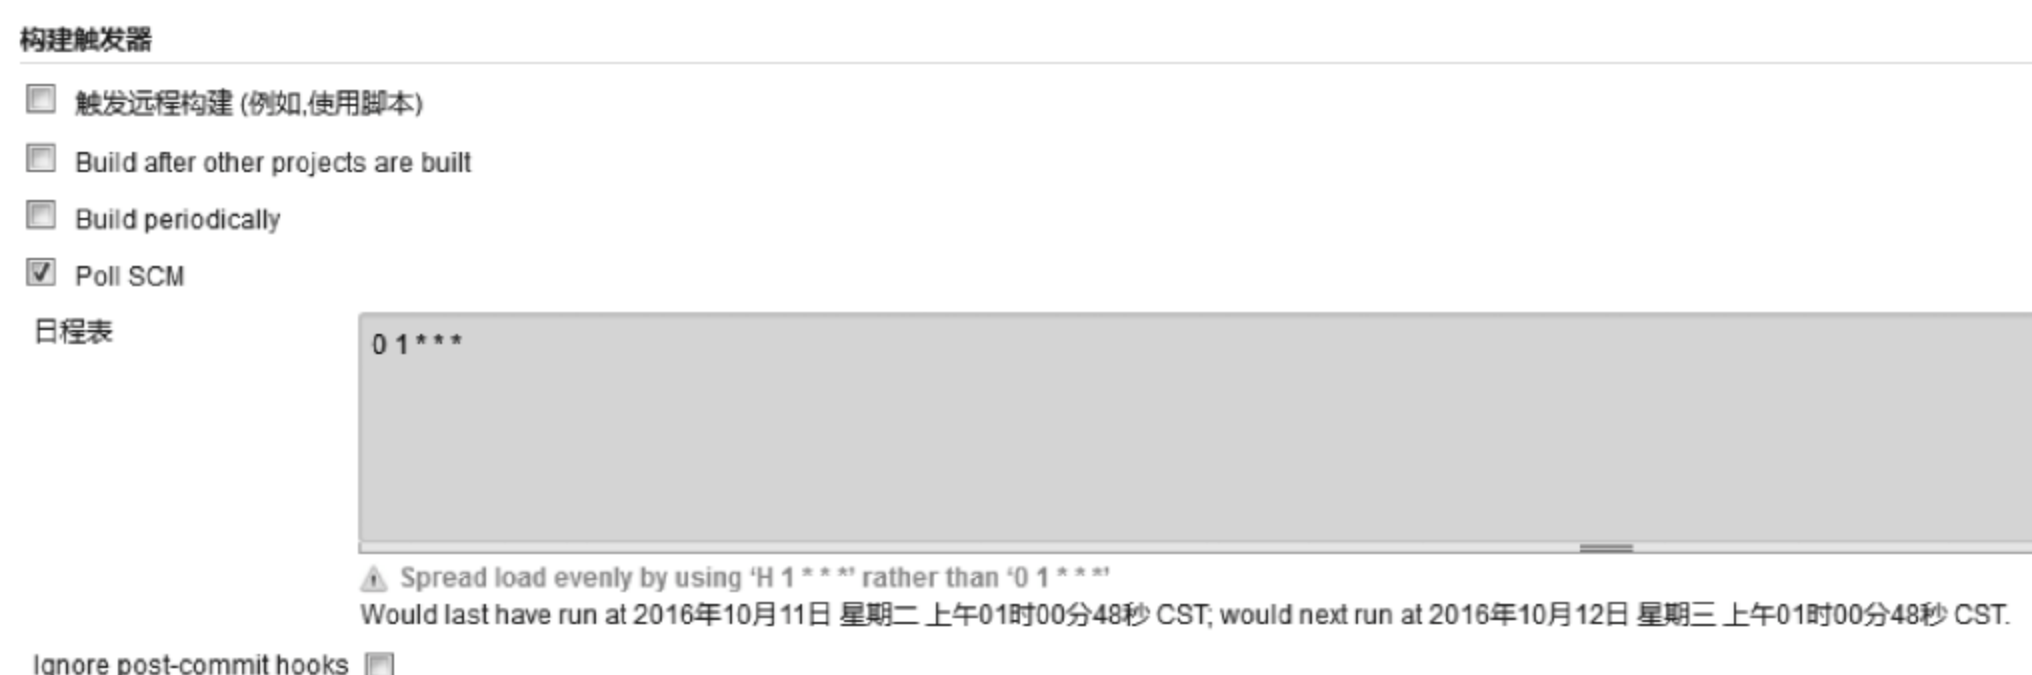 构建触发器
触发远程构建 (例如,使用脚本)
Build after other projects are built
Build periodically
Poll SCM
日程表
0 1 * * *
Spread load evenly by using ‘H 1 * * *’ rather than ‘0 1 * * *’
Would last have run at 2016年10月11日 星期二 上午01时00分48秒 CST; would next run at 2016年10月12日 星期三 上午01时00分48秒 CST.
Ignore post-commit hooks